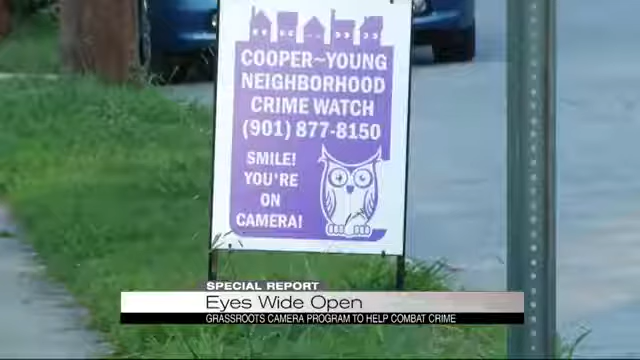 COOPER~YOUNG
NEIGHBORHOOD
CRIME WATCH
(901) 877-8150
SMILE!
YOU'RE
ON
CAMERA!
SPECIAL REPORT
Eyes Wide Open
GRASSROOTS CAMERA PROGRAM TO HELP COMBAT CRIME